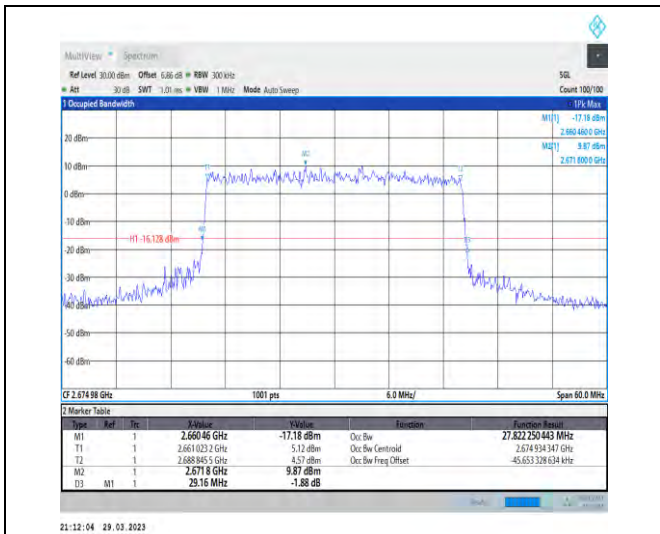 MultiView Spectrum
Ref Level 30.00 dBm Offset 6.86 dB RBW 300 kHz SGL
Att 30 dB SWT 1.01 ms VBW 1 MHz Mode Auto Sweep Count 100/100
1 Occupied Bandwidth 1Pk Max
M1[1] -17.18 dBm
2.660460 0 GHz
M2[1] 9.87 dBm
2.671 800 0 GHz
20 dBm
M2
10 dBm
0 dBm
-10 dBm
H1 -16.128 dBm
-20 dBm
-30 dBm
-40 dBm
-50 dBm
-60 dBm
CF 2.674 98 GHz 1001 pts 6.0 MHz/ Span 60.0 MHz
2 Marker Table
Type Ref Trc X-Value Y-Value Function Function Result
M1 1 2.660 46 GHz -17.18 dBm Occ Bw 27.822 250 443 MHz
T1 1 2.661 023 2 GHz 5.12 dBm Occ Bw Centroid 2.674 934 347 GHz
T2 1 2.688 845 5 GHz 4.57 dBm Occ Bw Freq Offset -45.653 328 634 kHz
M2 1 2.671 8 GHz 9.87 dBm
D3 M1 1 29.16 MHz -1.88 dB
21:12:04 29.03.2023